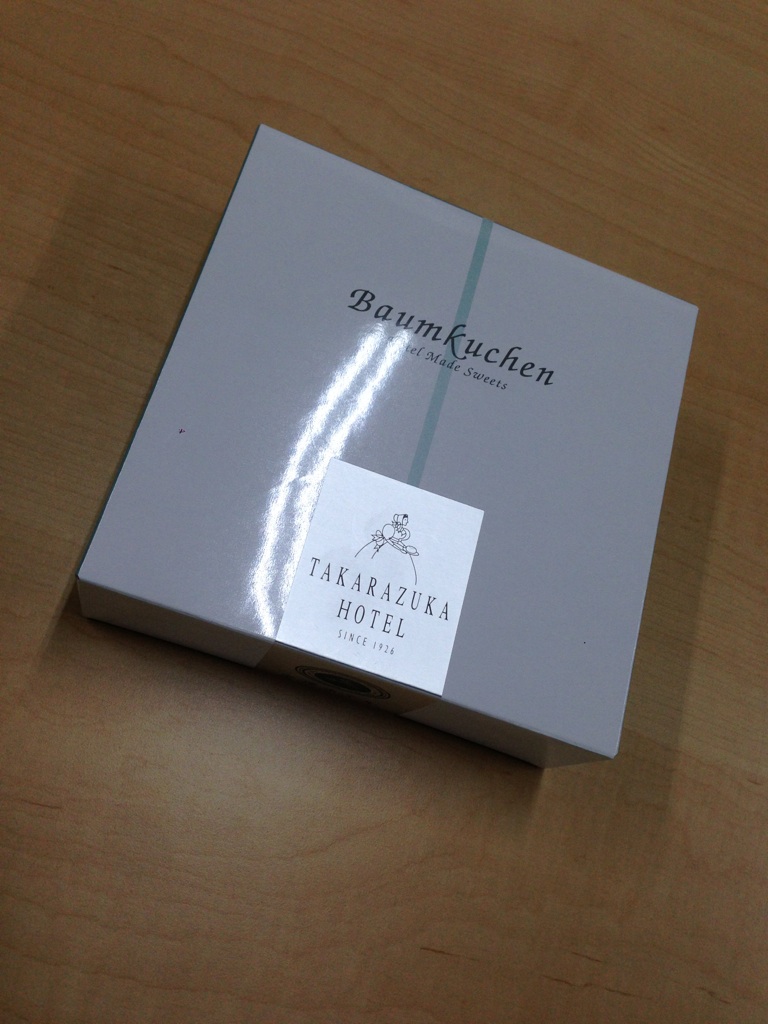 Baumkuchen
Made Sweets
TAKARAZUKA
HOTEL
SINCE 1926